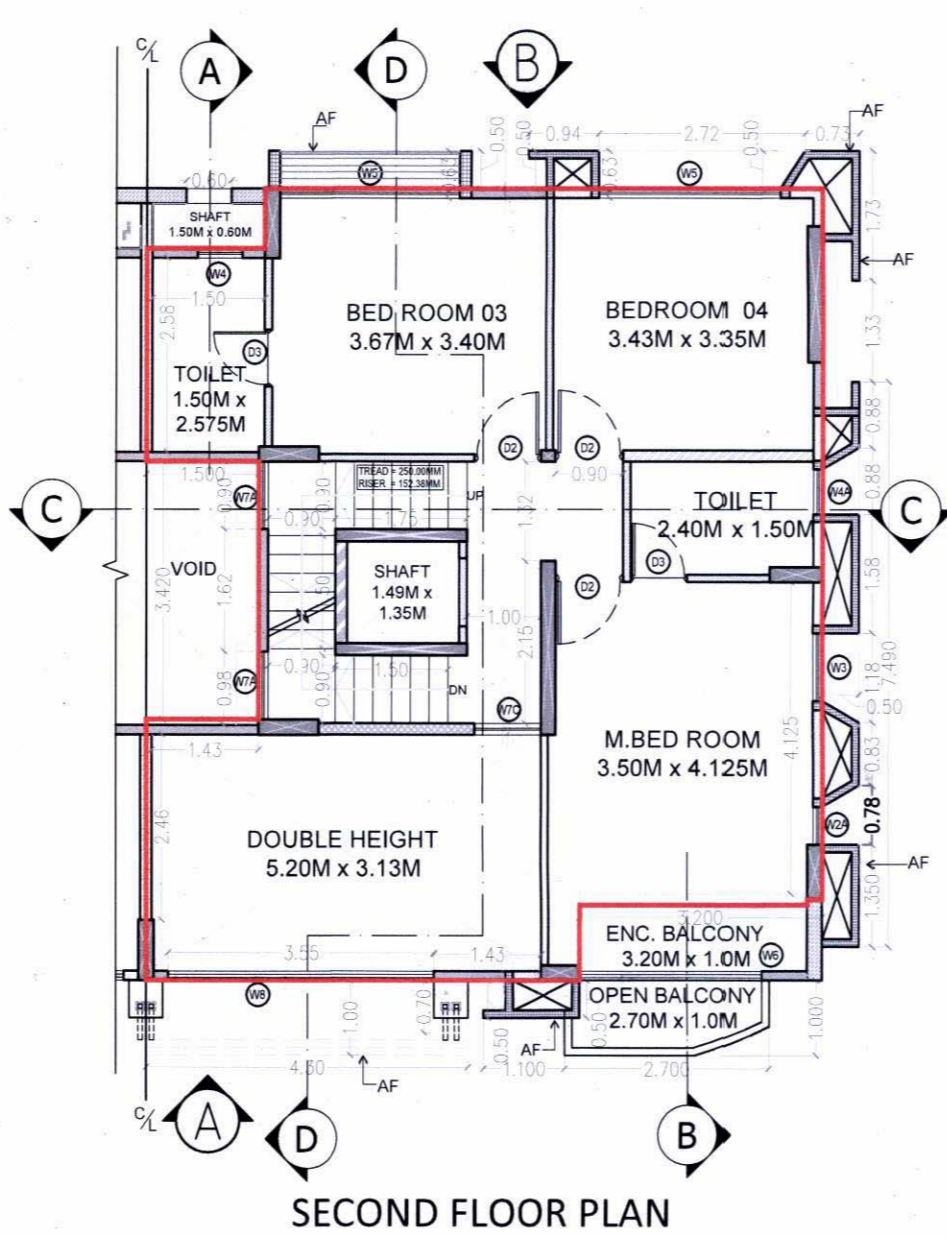 C/L
A
D
B
AF
0.50
0.50
0.94
2.72
0.50
0.73
AF
0.60
W5
0.63
0.63
W5
SHAFT
1.50M x 0.60M
1.73
W4
AF
1.50
2.58
BED ROOM 03
3.67M x 3.40M
BEDROOM 04
3.43M x 3.35M
1.33
D3
TOILET
1.50M x
2.575M
0.88
D2
D2
1.500
TREAD = 250.00MM
RISER = 152.38MM
0.90
W7A
0.90
UP
0.90
0.90
1.75
1.32
TOILET
2.40M x 1.50M
W4A
0.88
C
C
VOID
SHAFT
1.49M x
1.35M
D3
D2
1.58
3.420
1.62
1.00
2.15
W3
1.18
7.490
0.50
0.90
1.50
W7A
0.98
0.90
DN
W7C
1.43
M.BED ROOM
3.50M x 4.125M
4.125
0.83
W2A
0.78
2.46
DOUBLE HEIGHT
5.20M x 3.13M
AF
1.350
3.200
ENC. BALCONY
3.20M x 1.0M
W6
3.55
1.43
W8
OPEN BALCONY
2.70M x 1.0M
1.00
0.70
0.50
0.50
1.000
AF
4.30
AF
1.100
2.700
C/L
A
D
B
SECOND FLOOR PLAN